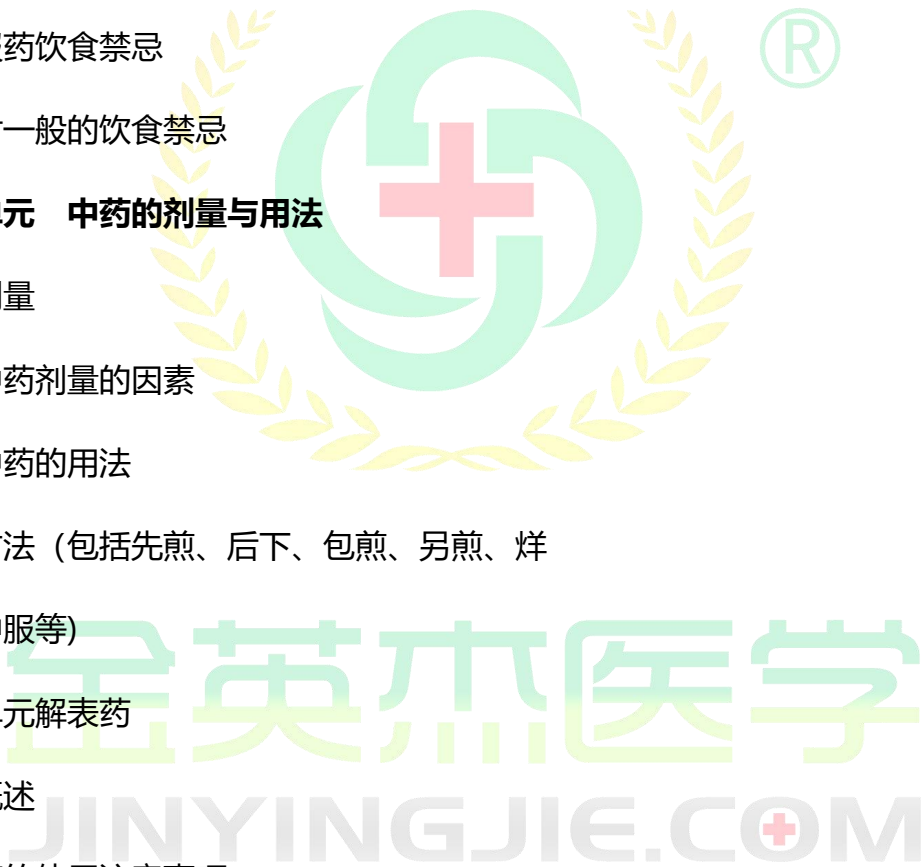 药饮食禁忌
一般的饮食禁忌
元 中药的剂量与用法
量
药剂量的因素
药的用法
法(包括先煎、后下、包煎、另煎、烊
服等)
元解表药
述
金英杰医学
JINYINGJIE.COM
®